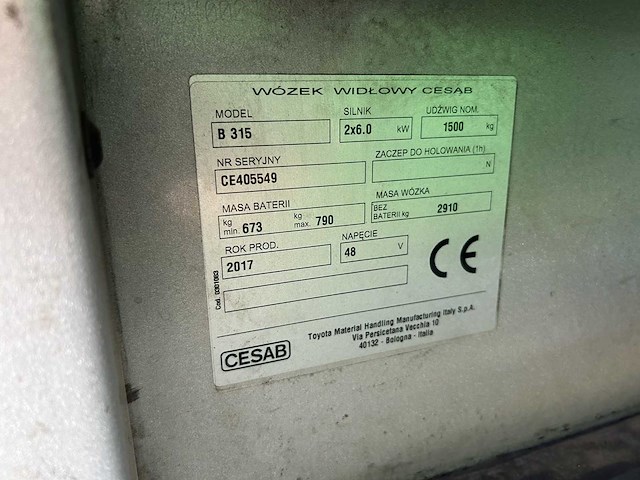 WÓZEK WIDŁOWY CESAB
MODEL
B 315
SILNIK
2x6.0 kW
UDŹWIG NOM.
1500 kg
NR SERYJNY
CE405549
ZACZEP DO HOLOWANIA (1h)
N
MASA BATERII
kg min. 673 kg max. 790
MASA WÓZKA
BEZ BATERII kg 2910
ROK PROD.
2017
NAPĘCIE
48 V
CE
Cod. 0301083
Toyota Material Handling Manufacturing Italy S.p.A.
Via Persicetana Vecchia 10
40132 - Bologna - Italia
CESAB